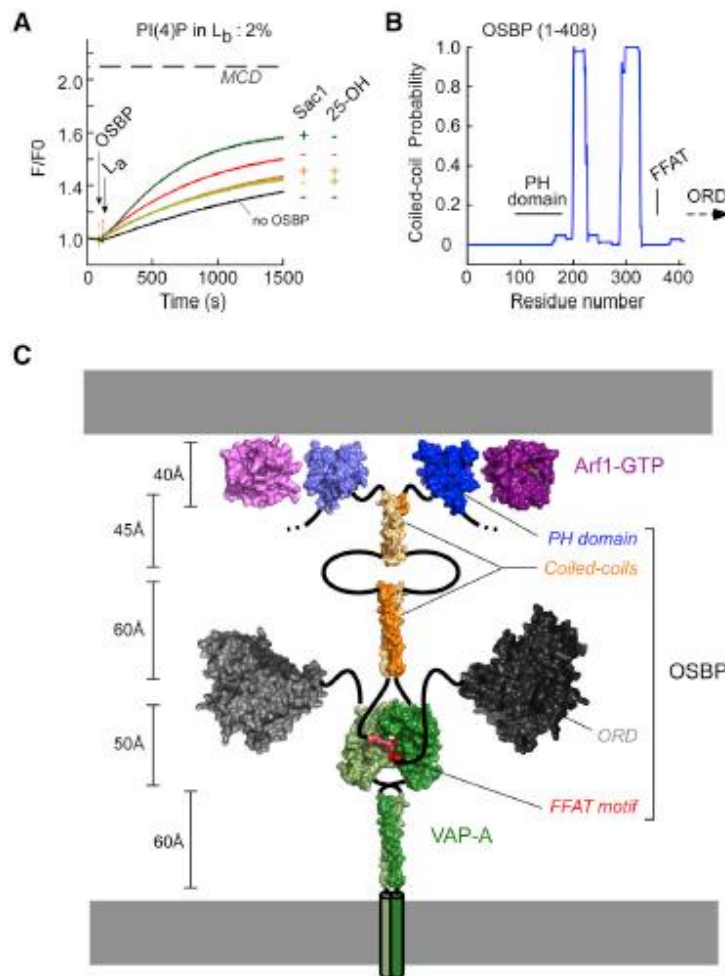 A
PI(4)P in Lb : 2%
2.0
MCD
OSBP
La
Sac1
25-OH
F/F0
1.6
+ -
- -
+ +
- +
1.4
- -
no OSBP
1.0
0 500 1000 1500
Time (s)
B
OSBP (1-408)
Coiled-coil Probability
1.0
0.8
0.6
0.4
0.2
0
PH
domain
FFAT
ORD
0 100 200 300 400
Residue number
C
40Å
Arf1-GTP
45Å
PH domain
Coiled-coils
60Å
OSBP
50Å
ORD
FFAT motif
VAP-A
60Å